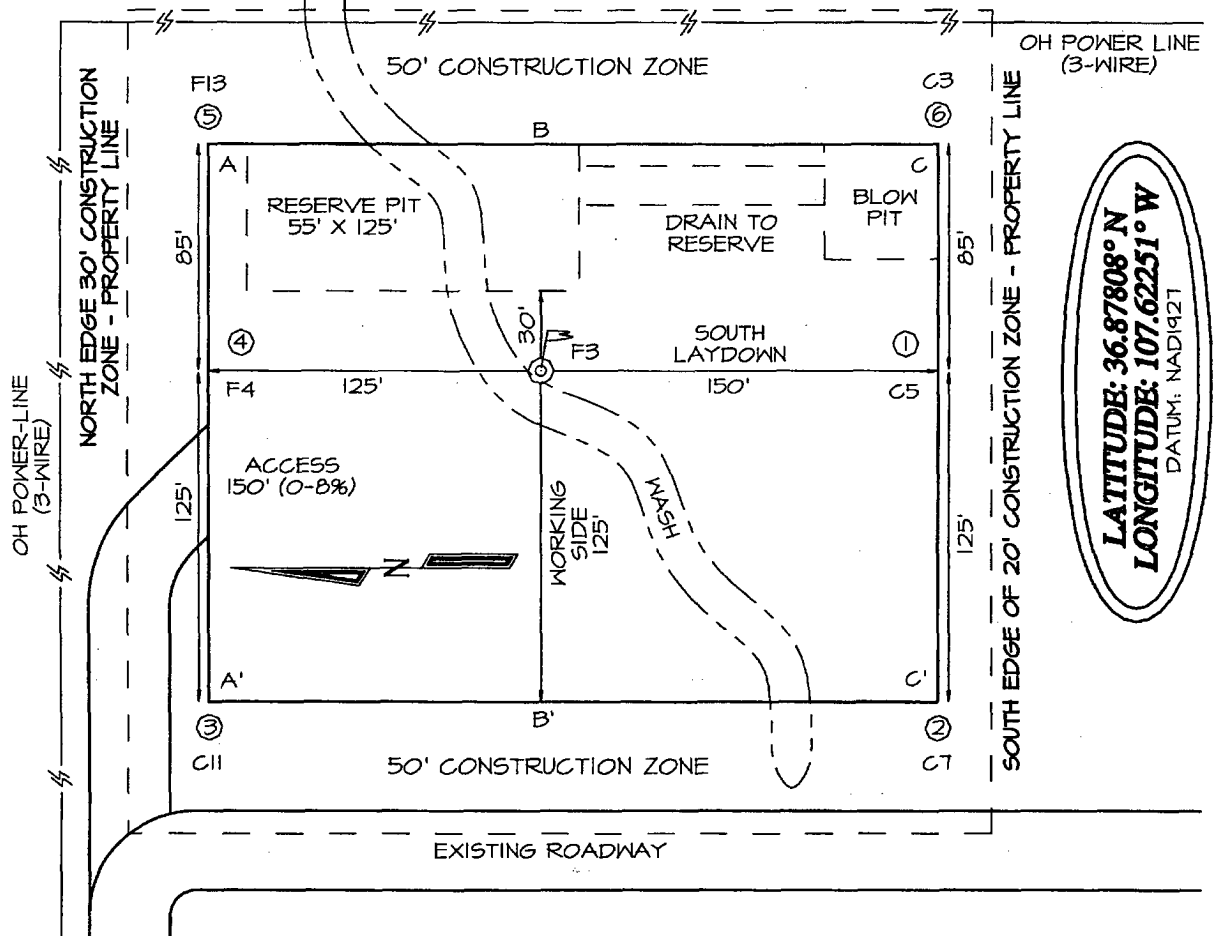 OH POWER LINE
(3-WIRE)
50' CONSTRUCTION ZONE
F13
C3
5
6
B
A
C
NORTH EDGE 30' CONSTRUCTION
ZONE - PROPERTY LINE
SOUTH EDGE OF 20' CONSTRUCTION ZONE - PROPERTY LINE
RESERVE PIT
55' X 125'
DRAIN TO
RESERVE
BLOW
PIT
85'
85'
LATITUDE: 36.87808° N
LONGITUDE: 107.62251° W
DATUM: NAD1927
30'
4
F3
SOUTH
LAYDOWN
1
F4
125'
150'
C5
OH POWER-LINE
(3-WIRE)
ACCESS
150' (0-8%)
125'
WORKING
SIDE
125'
WASH
125'
N
A'
C'
3
B'
2
C11
50' CONSTRUCTION ZONE
C7
EXISTING ROADWAY